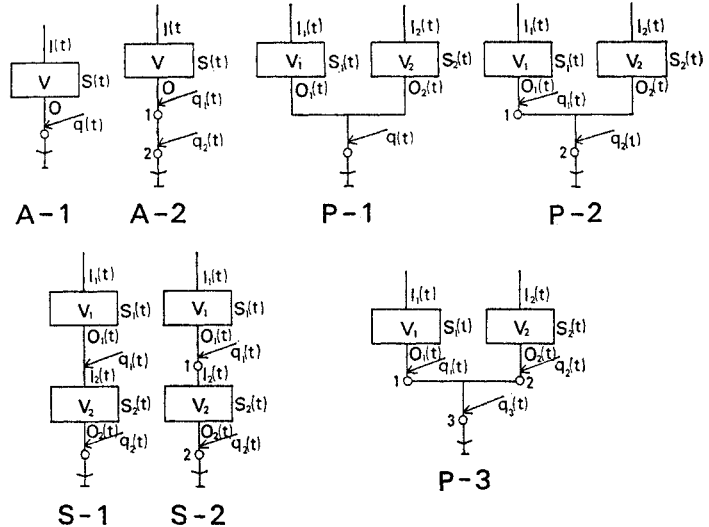 I(t)
V
S(t)
O
q(t)
A-1
I(t
V
S(t)
O
q₁(t)
1
q₂(t)
2
A-2
I₁(t)
V₁
S₁(t)
O₁(t)
I₂(t)
V₂
S₂(t)
O₂(t)
q(t)
P-1
I₁(t)
V₁
S₁(t)
O₁(t)
q₁(t)
1
I₂(t)
V₂
S₂(t)
O₂(t)
q₂(t)
2
P-2
I₁(t)
V₁
S₁(t)
O₁(t)
q₁(t)
I₂(t)
V₂
S₂(t)
O₂(t)
q₂(t)
S-1
I₁(t)
V₁
S₁(t)
O₁(t)
q₁(t)
1
I₂(t)
V₂
S₂(t)
O₂(t)
q₂(t)
2
S-2
I₁(t)
V₁
S₁(t)
O₁(t)
q₁(t)
1
I₂(t)
V₂
S₂(t)
O₂(t)
q₂(t)
2
q₃(t)
3
P-3